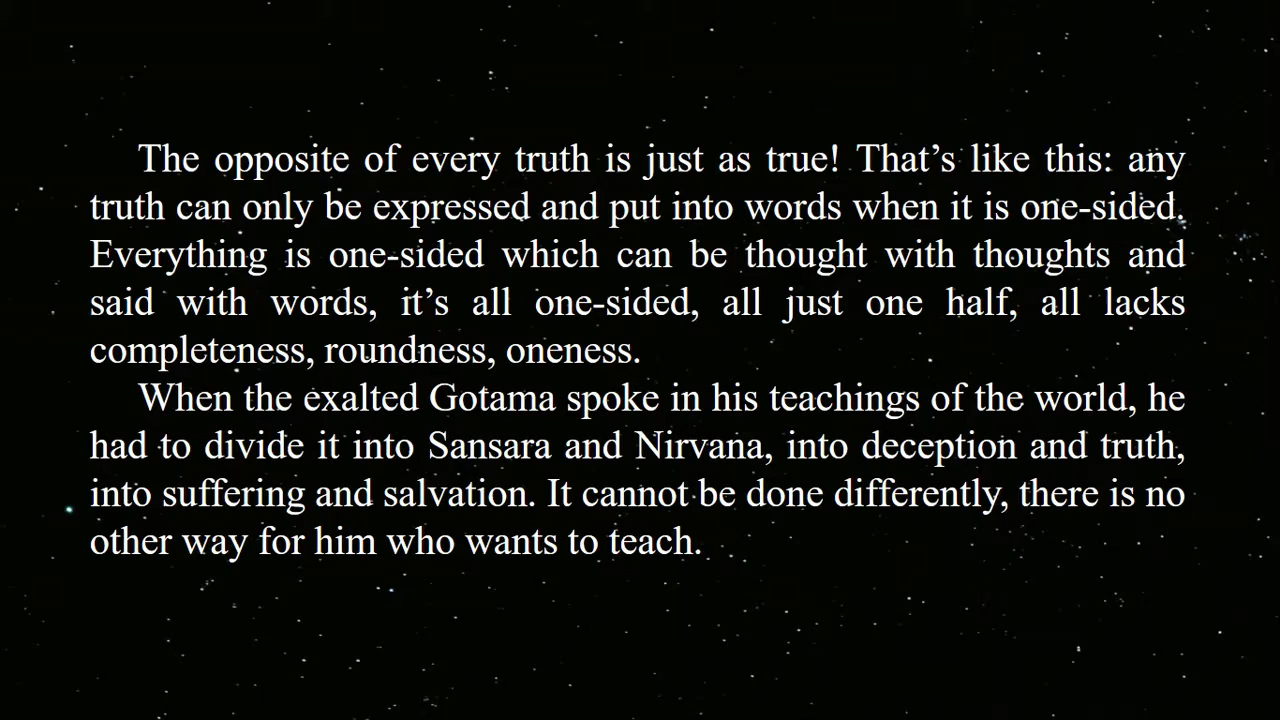 The opposite of every truth is just as true! That’s like this: any
truth can only be expressed and put into words when it is one-sided.
Everything is one-sided which can be thought with thoughts and
said with words, it’s all one-sided, all just one half, all lacks
completeness, roundness, oneness.
When the exalted Gotama spoke in his teachings of the world, he
had to divide it into Sansara and Nirvana, into deception and truth,
into suffering and salvation. It cannot be done differently, there is no
other way for him who wants to teach.